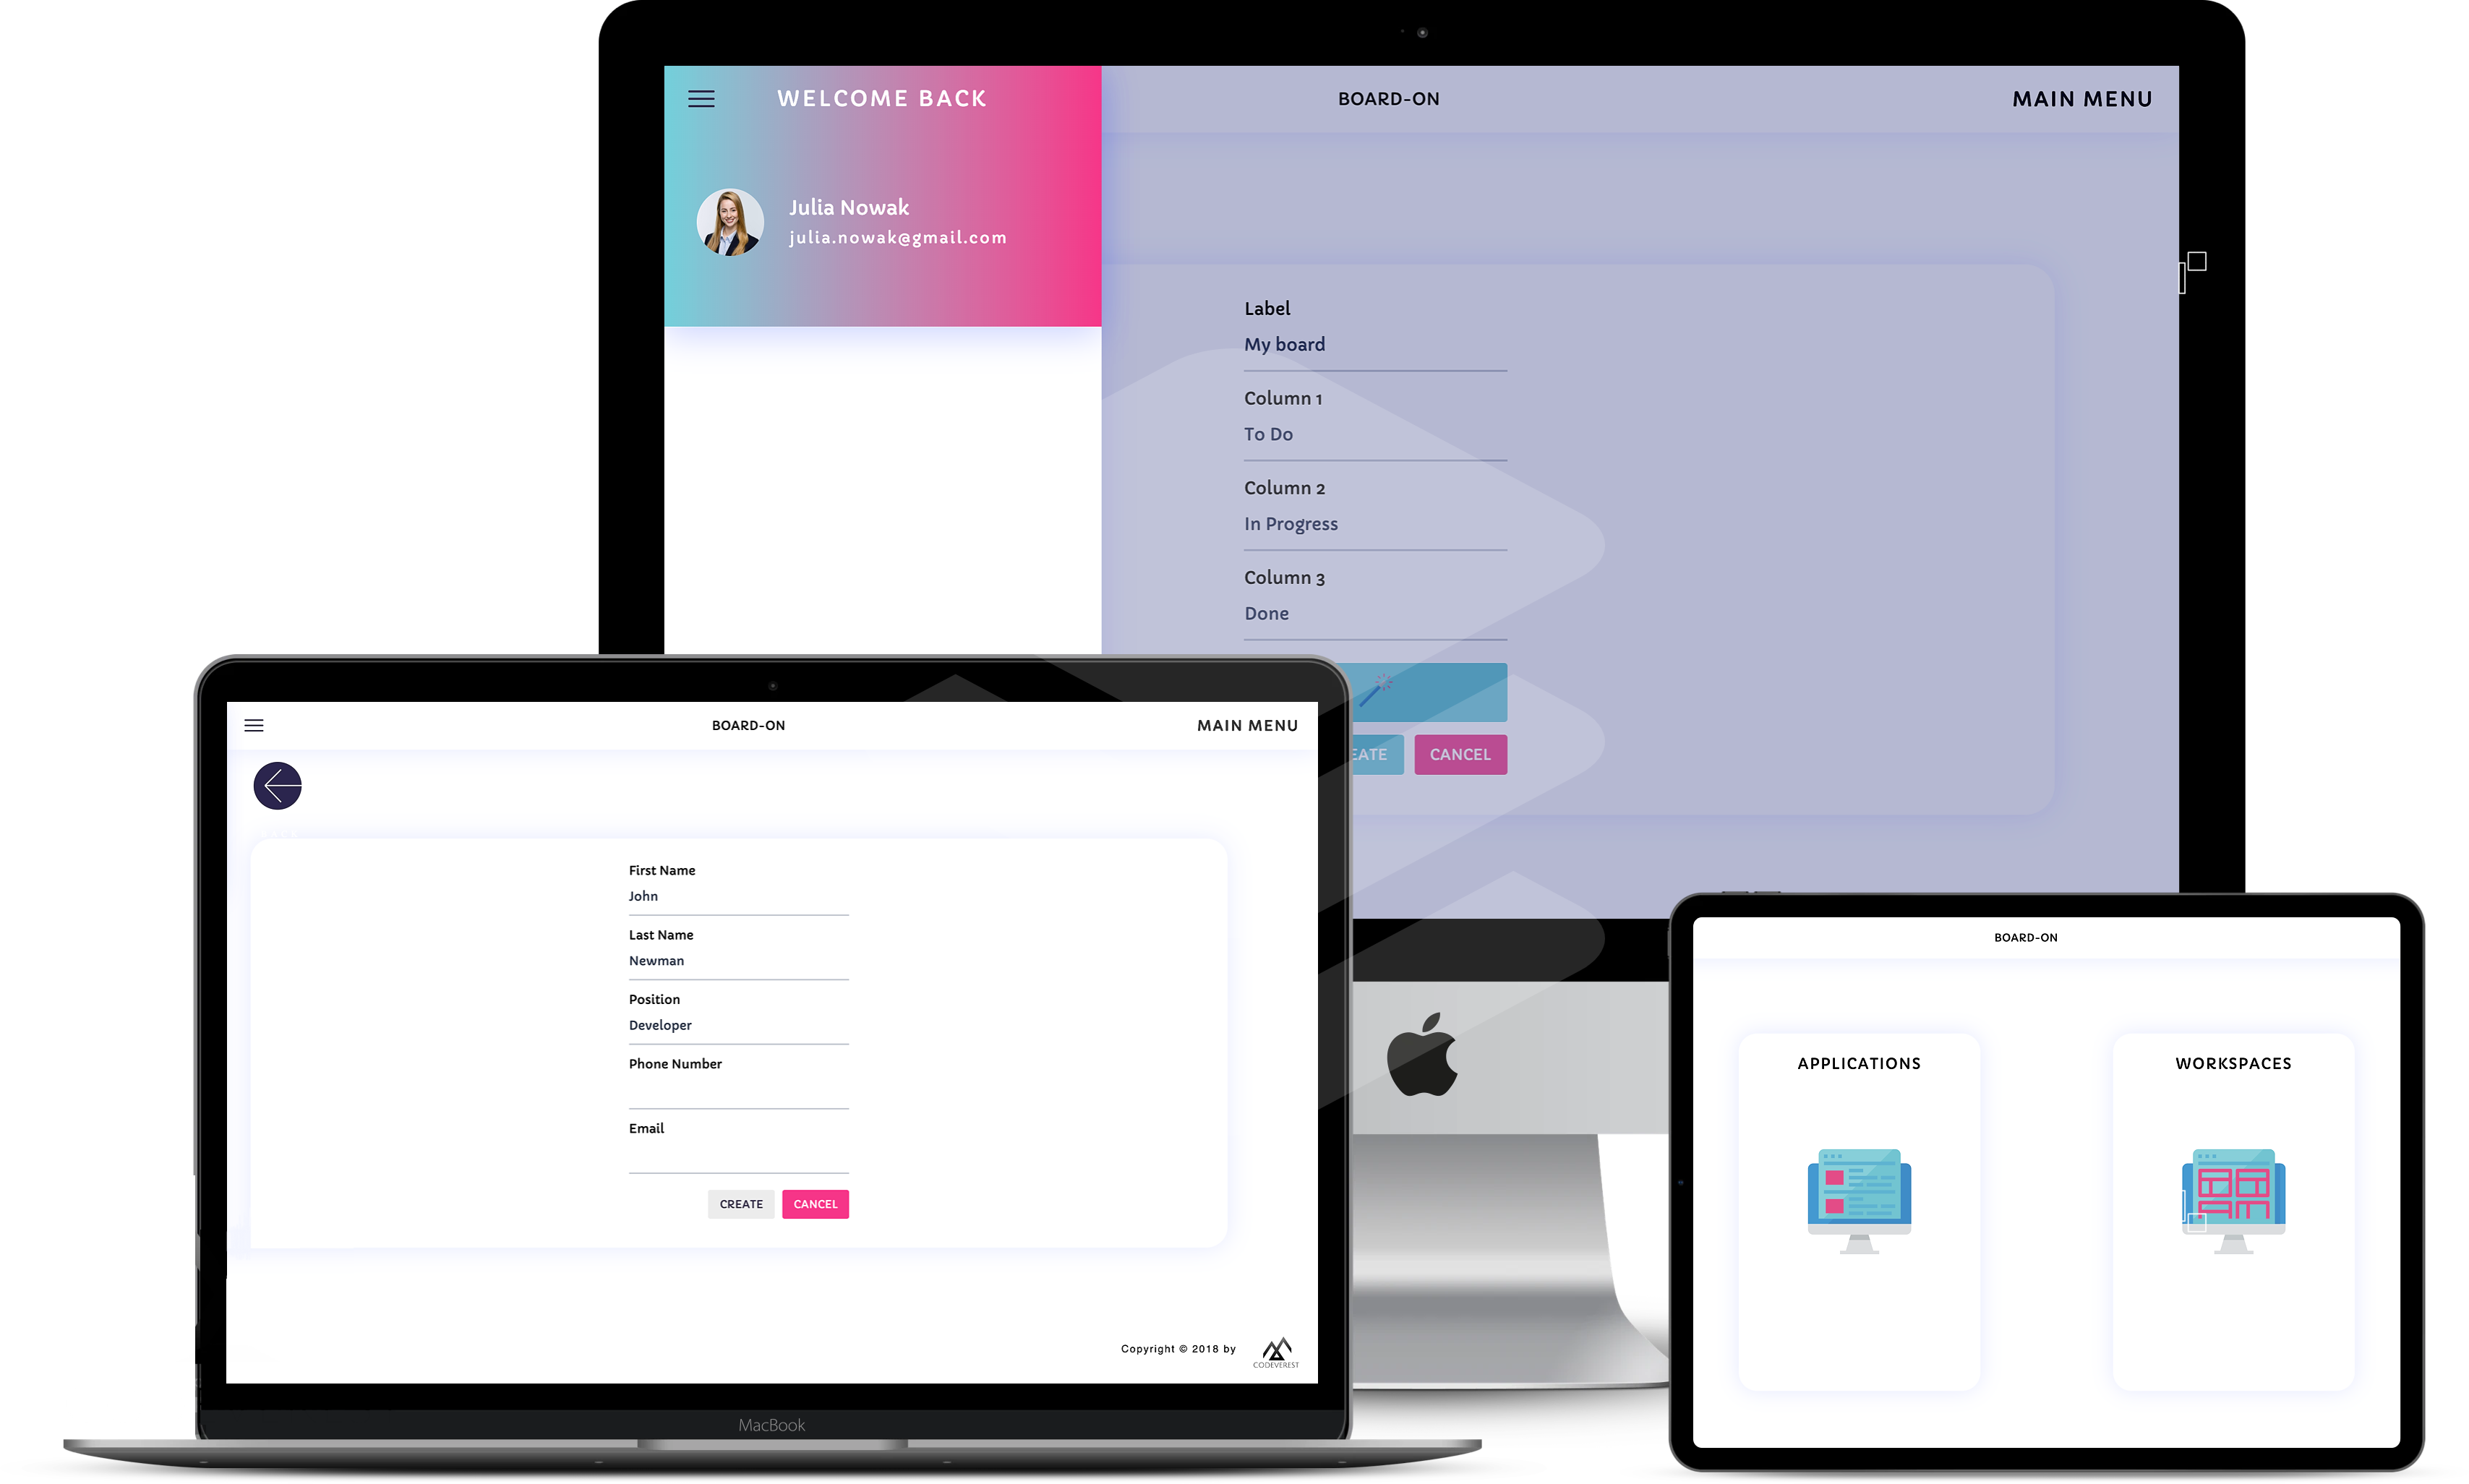 WELCOME BACK
BOARD-ON
MAIN MENU
Julia Nowak
julia.nowak@gmail.com
Label
My board
Column 1
To Do
Column 2
In Progress
Column 3
Done
EATE
CANCEL
BOARD-ON
MAIN MENU
First Name
John
Last Name
Newman
Position
Developer
Phone Number
Email
CREATE
CANCEL
Copyright © 2018 by
CODEVEREST
MacBook
BOARD-ON
APPLICATIONS
WORKSPACES